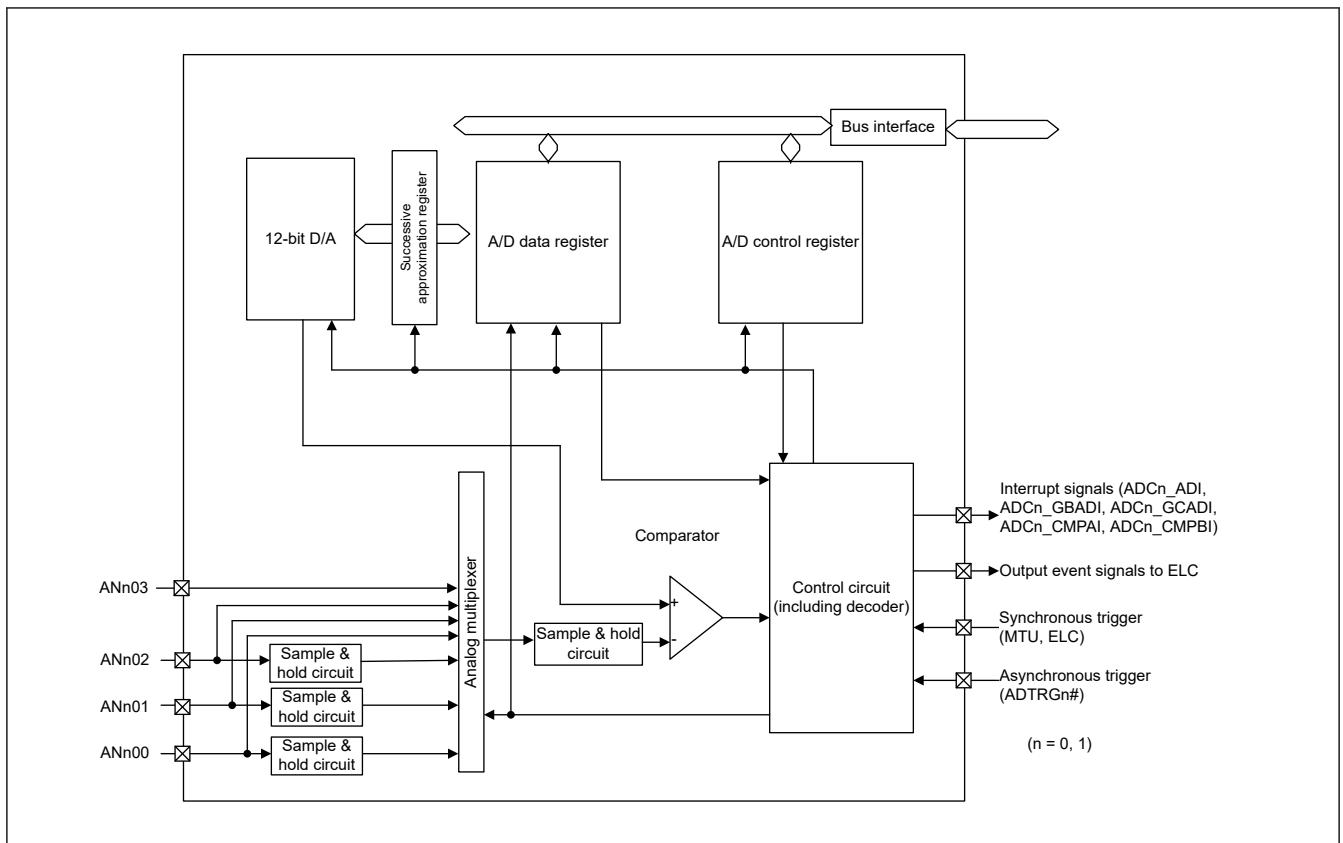 Bus interface
12-bit D/A
Successive
approximation register
A/D data register
A/D control register
Interrupt signals (ADCn_ADI,
ADCn_GBADI, ADCn_GCADI,
ADCn_CMPAI, ADCn_CMPBI)
Comparator
Output event signals to ELC
Control circuit
(including decoder)
ANn03
Analog multiplexer
+
-
Sample & hold
circuit
Synchronous trigger
(MTU, ELC)
ANn02
Sample &
hold circuit
Asynchronous trigger
(ADTRGn#)
ANn01
Sample &
hold circuit
ANn00
Sample &
hold circuit
(n = 0, 1)